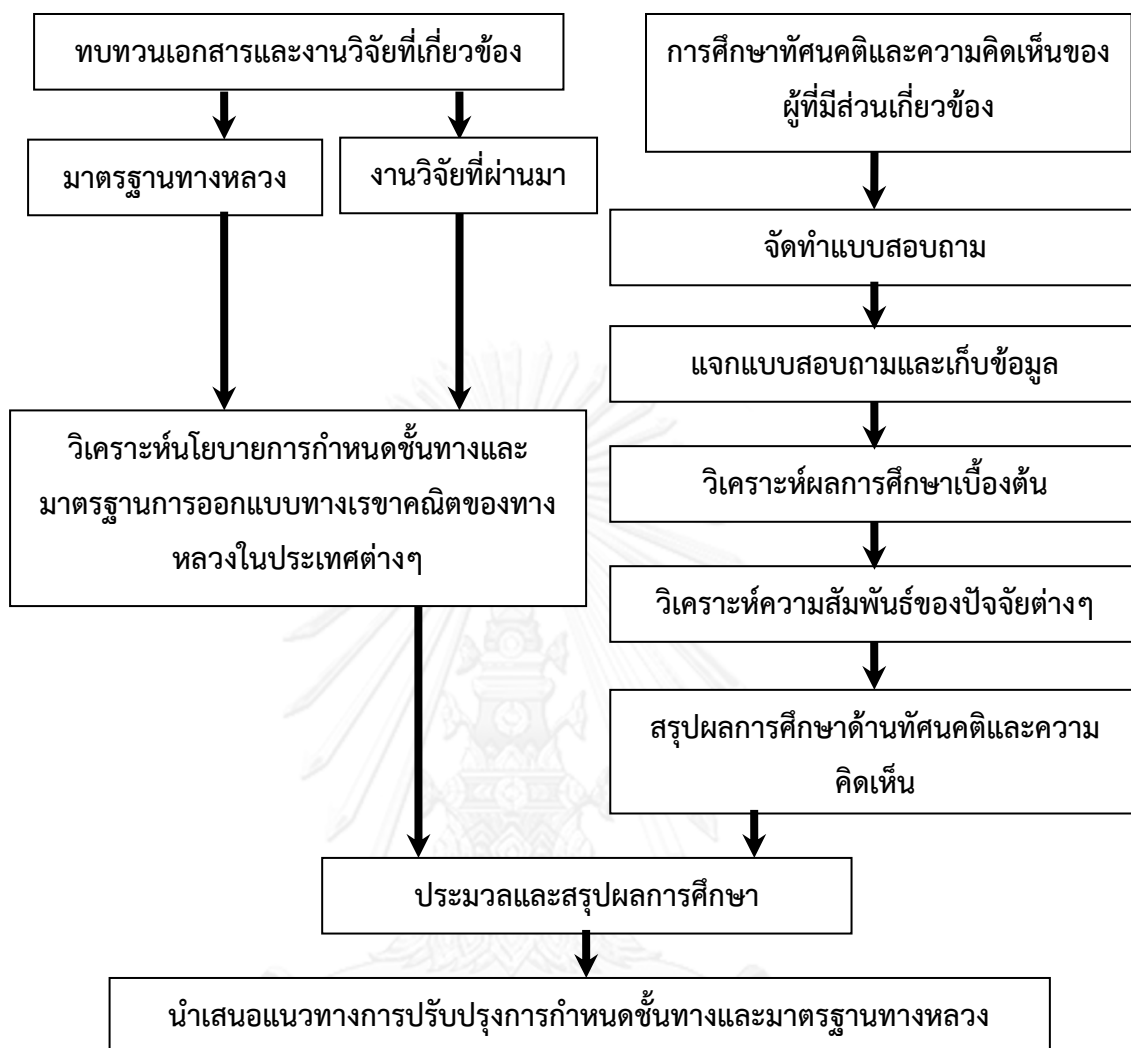 ทบทวนเอกสารและงานวิจัยที่เกี่ยวข้อง
มาตรฐานทางหลวง
งานวิจัยที่ผ่านมา
วิเคราะห์นโยบายการกำหนดชั้นทางและ
มาตรฐานการออกแบบทางเรขาคณิตของทาง
หลวงในประเทศต่างๆ
การศึกษาทัศนคติและความคิดเห็นของ
ผู้ที่มีส่วนเกี่ยวข้อง
จัดทำแบบสอบถาม
แจกแบบสอบถามและเก็บข้อมูล
วิเคราะห์ผลการศึกษาเบื้องต้น
วิเคราะห์ความสัมพันธ์ของปัจจัยต่างๆ
สรุปผลการศึกษาด้านทัศนคติและความ
คิดเห็น
ประมวลและสรุปผลการศึกษา
นำเสนอแนวทางการปรับปรุงการกำหนดชั้นทางและมาตรฐานทางหลวง